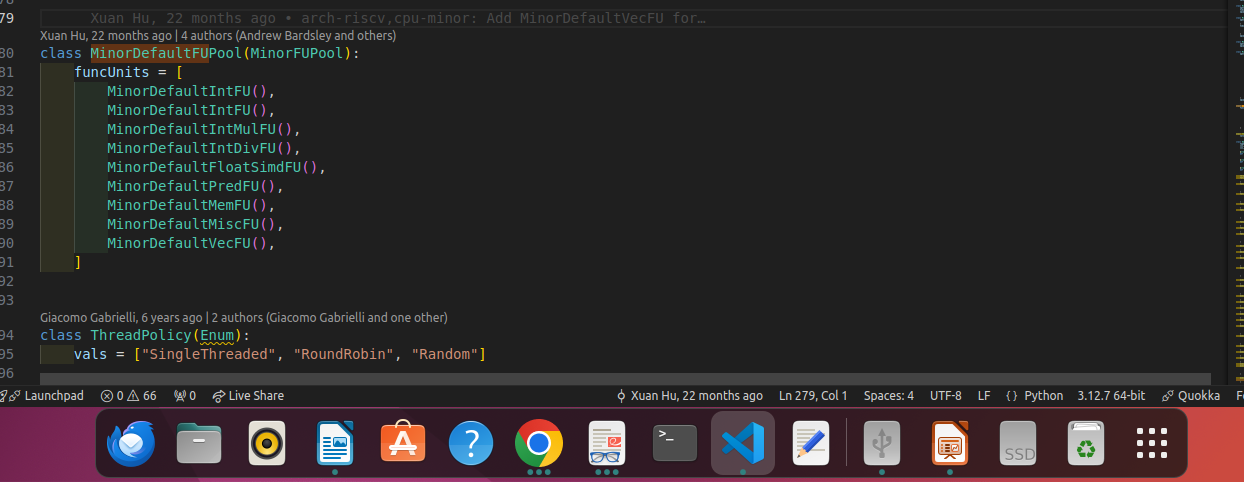 78
79 Xuan Hu, 22 months ago • arch-riscv,cpu-minor: Add MinorDefaultVecFU for…
Xuan Hu, 22 months ago | 4 authors (Andrew Bardsley and others)
80 class MinorDefaultFUPool(MinorFUPool):
81 funcUnits = [
82 MinorDefaultIntFU(),
83 MinorDefaultIntFU(),
84 MinorDefaultIntMulFU(),
85 MinorDefaultIntDivFU(),
86 MinorDefaultFloatSimdFU(),
87 MinorDefaultPredFU(),
88 MinorDefaultMemFU(),
89 MinorDefaultMiscFU(),
90 MinorDefaultVecFU(),
91 ]
92
93
Giacomo Gabrielli, 6 years ago | 2 authors (Giacomo Gabrielli and one other)
94 class ThreadPolicy(Enum):
95 vals = ["SingleThreaded", "RoundRobin", "Random"]
96
Launchpad 0 66 0 Live Share Xuan Hu, 22 months ago Ln 279, Col 1 Spaces: 4 UTF-8 LF {} Python 3.12.7 64-bit Quokka
>_ ? SSD